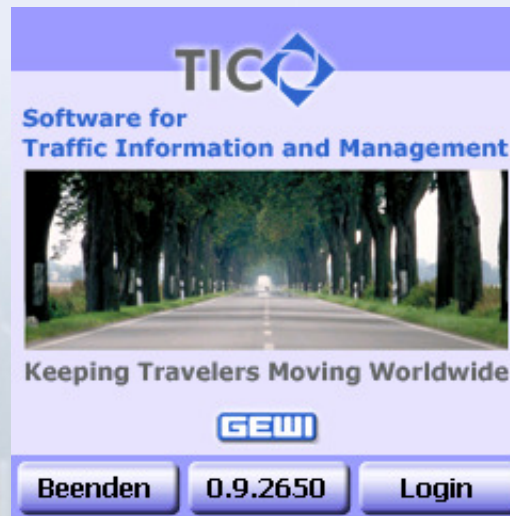 TIC
Software for
Traffic Information and Management
Keeping Travelers Moving Worldwide
GEWI
Beenden 0.9.2650 Login